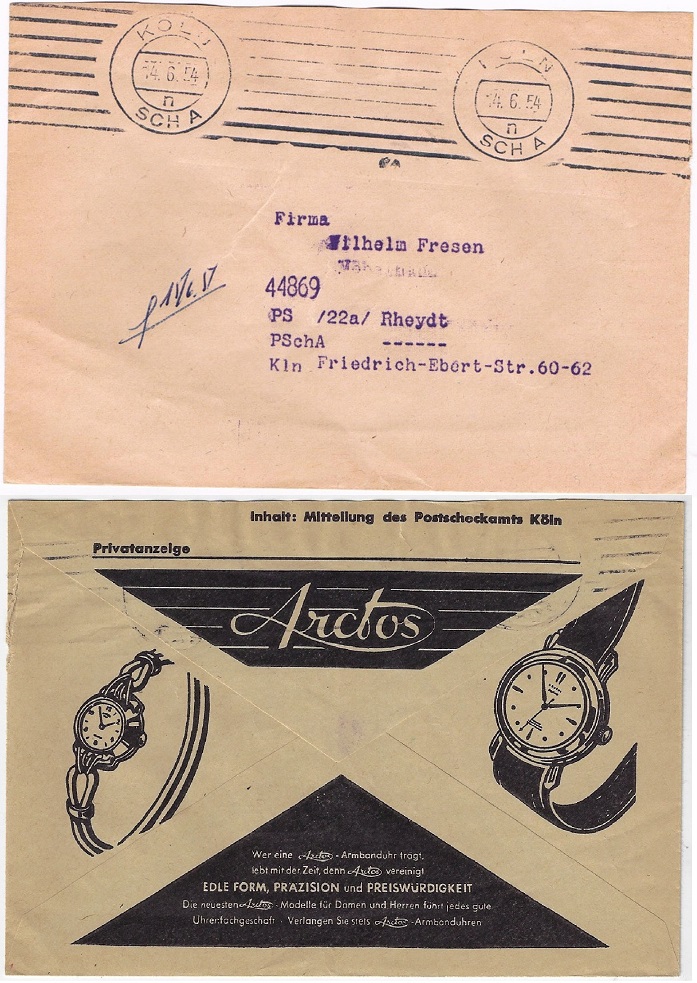 KÖLN
14. 6. 54
n
SCH A
KÖLN
14. 6. 54
n
SCH A
Firma
Wilhelm Fresen
44869
PS /22a/ Rheydt
PSchA ------
Kln Friedrich-Ebert-Str.60-62
Inhalt: Mitteilung des Postscheckamts Köln
Privatanzeige
Arctos
Wer eine Arctos - Armbanduhr trägt,
lebt mit der Zeit, denn Arctos vereinigt
EDLE FORM, PRÄZISION und PREISWÜRDIGKEIT
Die neuesten Arctos - Modelle für Damen und Herren führt jedes gute
Uhrenfachgeschäft - Verlangen Sie stets Arctos - Armbanduhren